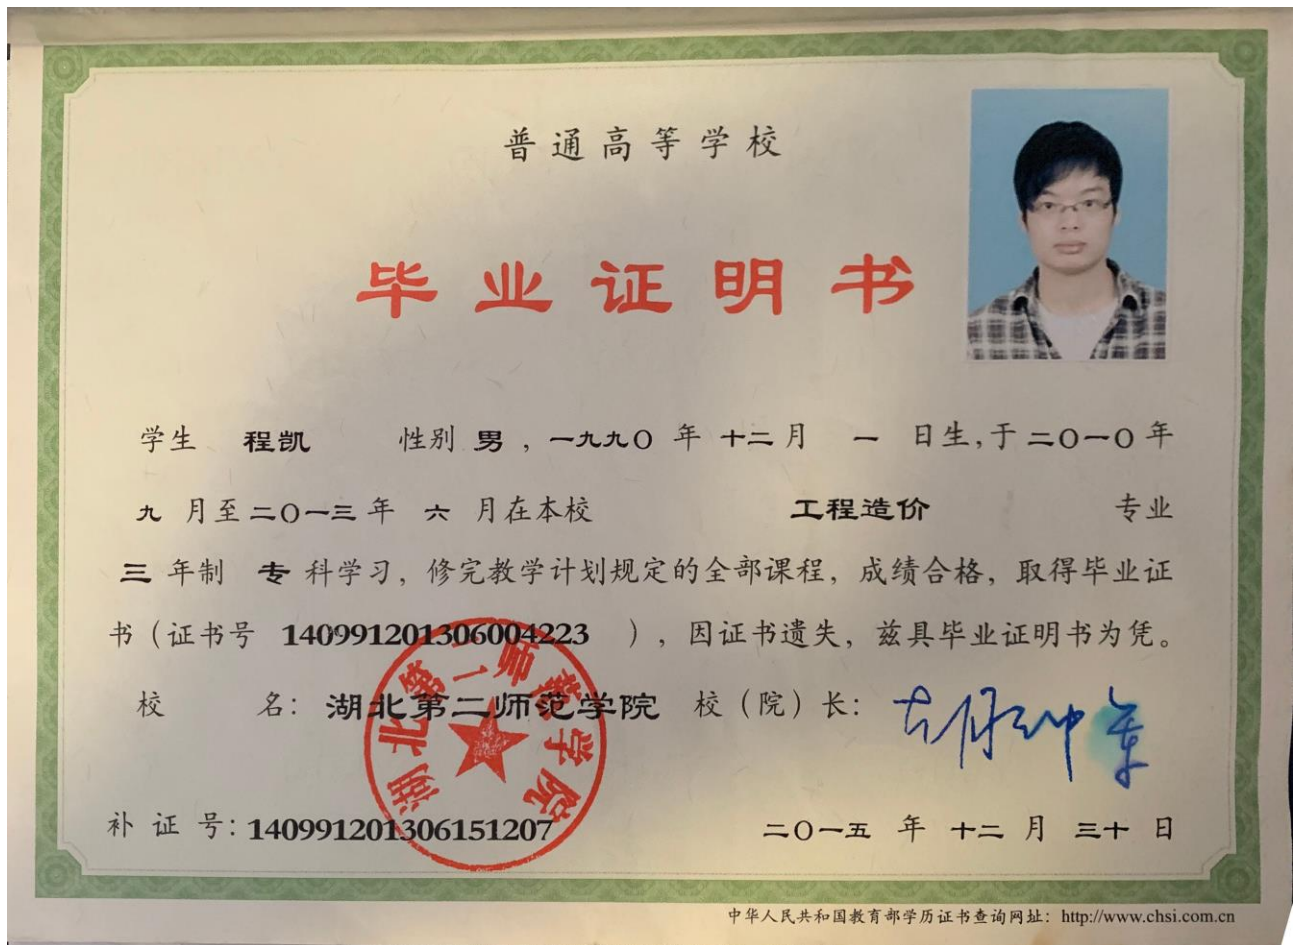 普通高等学校
毕业证明书
学生 程凯 性别 男 ，一九九〇 年 十二 月 一 日生，于 二〇一〇 年
九 月至 二〇一三 年 六 月在本校 工程造价 专业
三 年制 专 科学习，修完教学计划规定的全部课程，成绩合格，取得毕业证
书（证书号 140991201306004223 ），因证书遗失，兹具毕业证明书为凭。
校 名：湖北第二师范学院 校（院）长：
湖北第二师范学院
补 证 号：140991201306151207 二〇一五 年 十二 月 三十 日
中华人民共和国教育部学历证书查询网址：http://www.chsi.com.cn